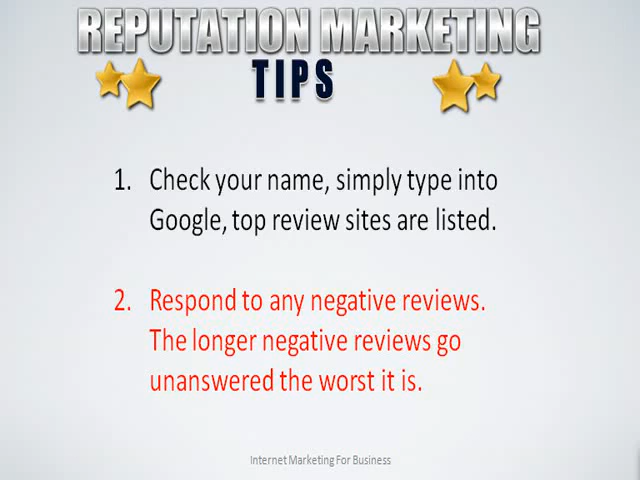 REPUTATION MARKETING
TIPS
1. Check your name, simply type into
Google, top review sites are listed.
2. Respond to any negative reviews.
The longer negative reviews go
unanswered the worst it is.
Internet Marketing For Business